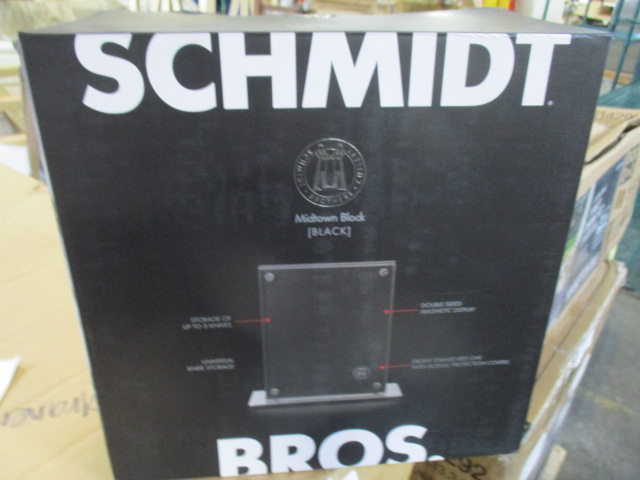 SCHMIDT
Midtown Block
[BLACK]
STORAGE OF
UP TO 8 KNIVES
DOUBLE SIDED
MAGNETIC DISPLAY
UNIVERSAL
KNIFE STORAGE
BROS.